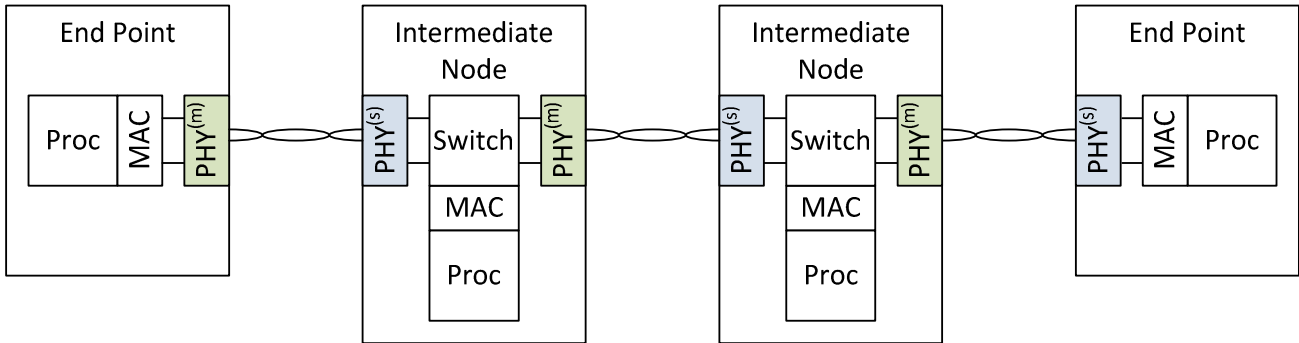 End Point
Proc
MAC
PHY(m)
Intermediate
Node
PHY(s)
Switch
PHY(m)
MAC
Proc
Intermediate
Node
PHY(s)
Switch
PHY(m)
MAC
Proc
End Point
PHY(s)
MAC
Proc